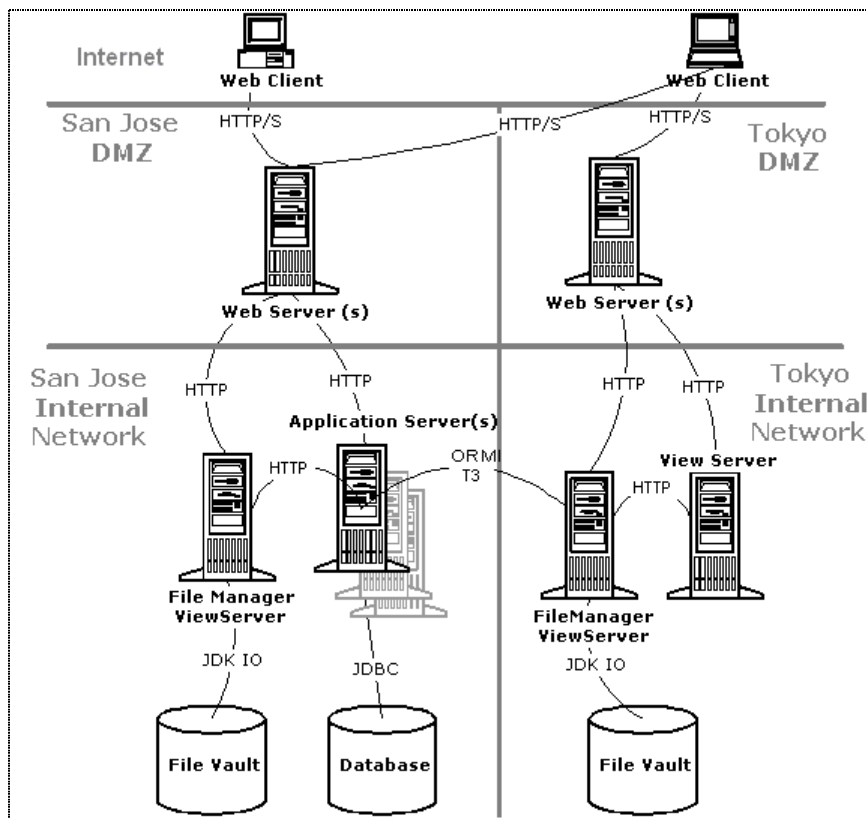 Internet
Web Client
Web Client
HTTP/S
HTTP/S
HTTP/S
San Jose
DMZ
Tokyo
DMZ
Web Server (s)
Web Server (s)
San Jose
Internal
Network
HTTP
HTTP
HTTP
HTTP
Tokyo
Internal
Network
Application Server(s)
View Server
HTTP
ORMI
T3
HTTP
File Manager
ViewServer
FileManager
ViewServer
JDK IO
JDBC
JDK IO
File Vault
Database
File Vault